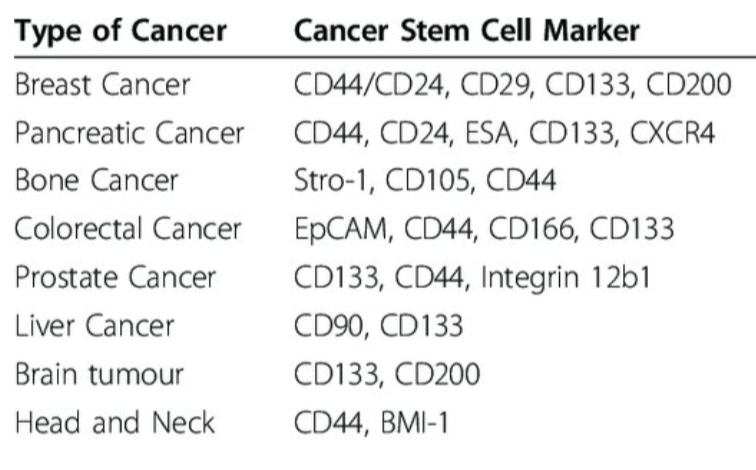 Type of Cancer Cancer Stem Cell Marker
Breast Cancer CD44/CD24, CD29, CD133, CD200
Pancreatic Cancer CD44, CD24, ESA, CD133, CXCR4
Bone Cancer Stro-1, CD105, CD44
Colorectal Cancer EpCAM, CD44, CD166, CD133
Prostate Cancer CD133, CD44, Integrin 12b1
Liver Cancer CD90, CD133
Brain tumour CD133, CD200
Head and Neck CD44, BMI-1